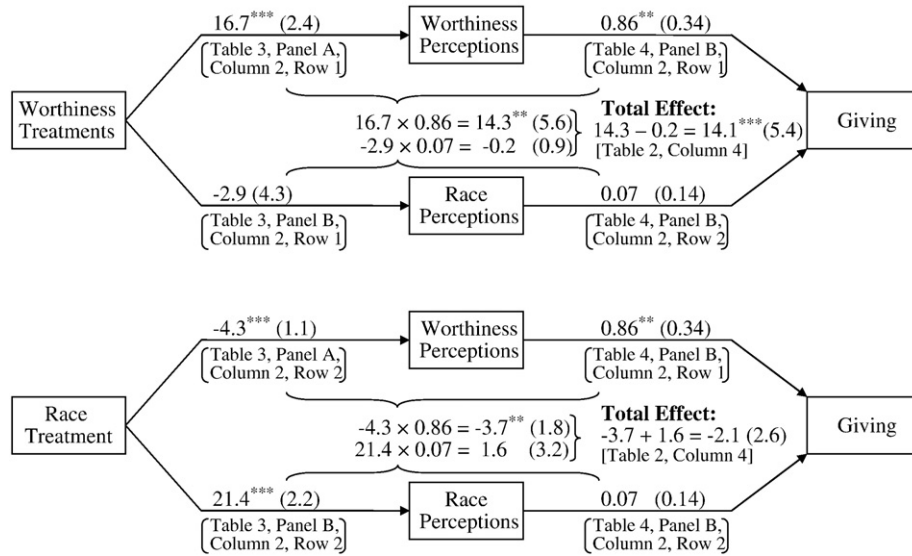 16.7*** (2.4)
Worthiness
Perceptions
0.86** (0.34)
Table 3, Panel A,
Column 2, Row 1
Table 4, Panel B,
Column 2, Row 1
Worthiness
Treatments
16.7 × 0.86 = 14.3** (5.6)
-2.9 × 0.07 = -0.2 (0.9)
Total Effect:
14.3 – 0.2 = 14.1*** (5.4)
[Table 2, Column 4]
Giving
-2.9 (4.3)
Race
Perceptions
0.07 (0.14)
Table 3, Panel B,
Column 2, Row 1
Table 4, Panel B,
Column 2, Row 2
-4.3*** (1.1)
Worthiness
Perceptions
0.86** (0.34)
Table 3, Panel A,
Column 2, Row 2
Table 4, Panel B,
Column 2, Row 1
Race
Treatment
-4.3 × 0.86 = -3.7** (1.8)
21.4 × 0.07 = 1.6 (3.2)
Total Effect:
-3.7 + 1.6 = -2.1 (2.6)
[Table 2, Column 4]
Giving
21.4*** (2.2)
Race
Perceptions
0.07 (0.14)
Table 3, Panel B,
Column 2, Row 2
Table 4, Panel B,
Column 2, Row 2